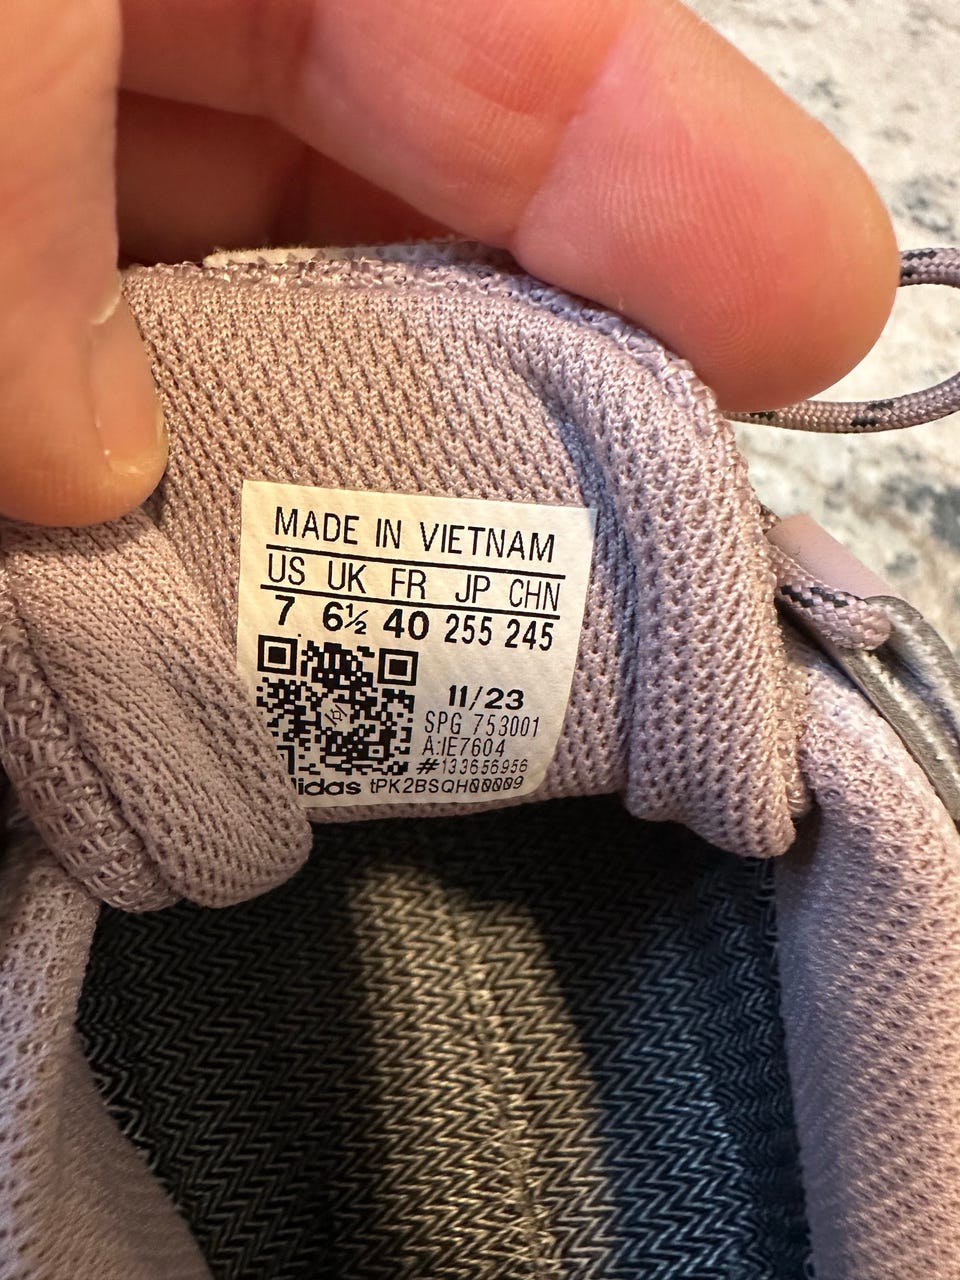 MADE IN VIETNAM
US UK FR JP CHN
7 6½ 40 255 245
11/23
SPG 753001
A:IE7604
#133656956
tPK2BSQH00009